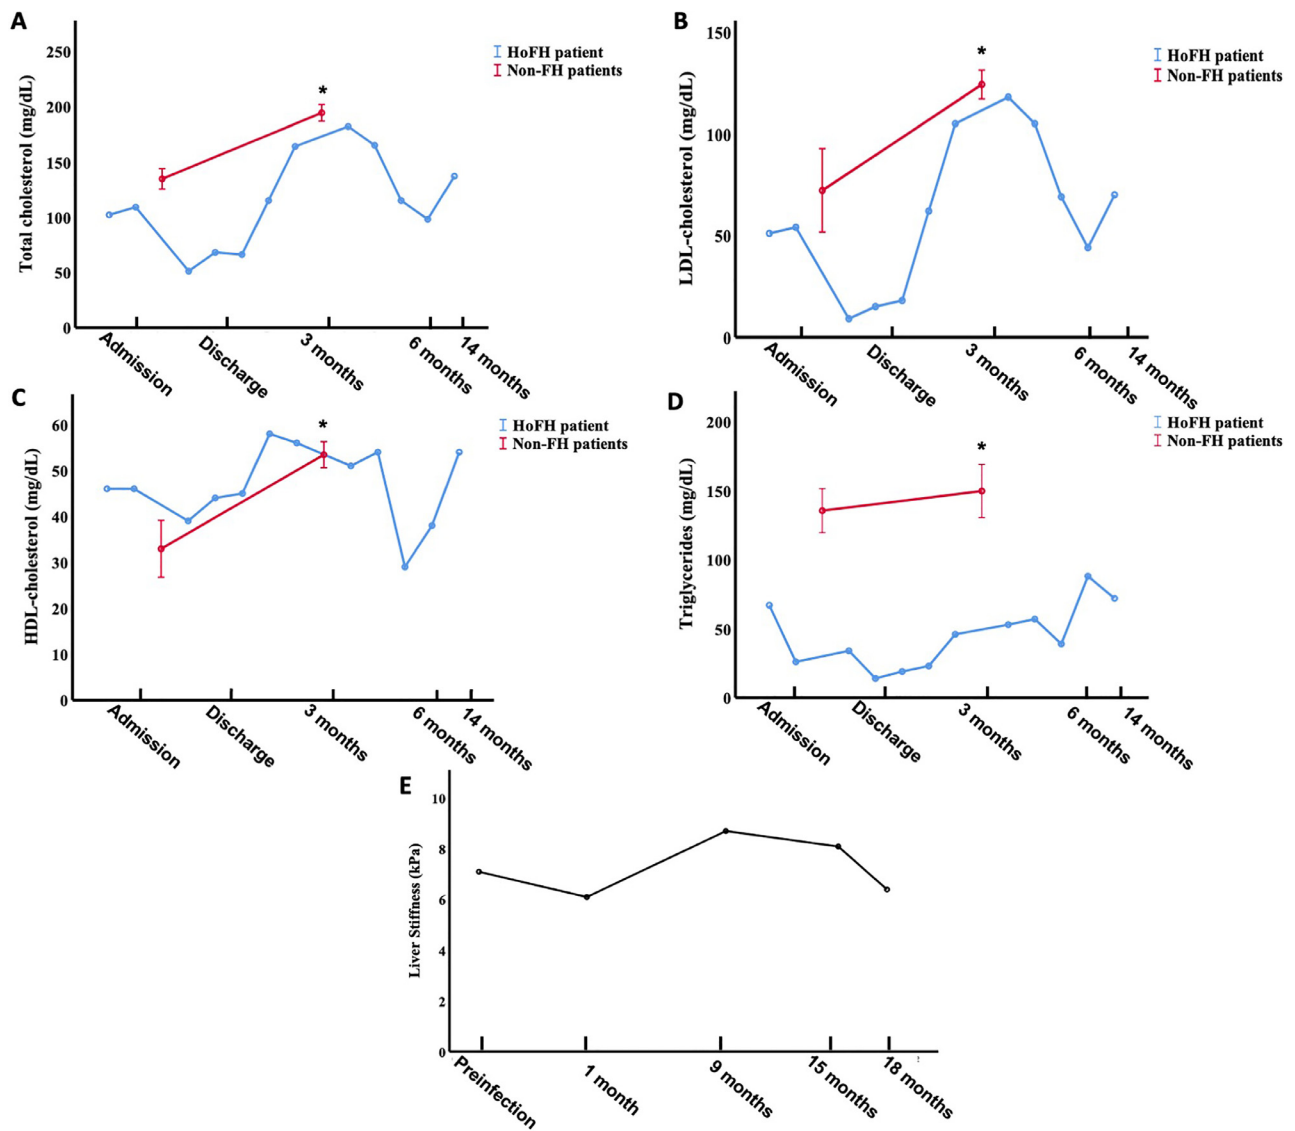 A
Total cholesterol (mg/dL)
250
200
150
100
50
0
*
HoFH patient
Non-FH patients
Admission
Discharge
3 months
6 months
14 months
B
LDL-cholesterol (mg/dL)
150
100
50
0
*
HoFH patient
Non-FH patients
Admission
Discharge
3 months
6 months
14 months
C
HDL-cholesterol (mg/dL)
60
50
40
30
20
10
0
*
HoFH patient
Non-FH patients
Admission
Discharge
3 months
6 months
14 months
D
Triglycerides (mg/dL)
200
150
100
50
0
*
HoFH patient
Non-FH patients
Admission
Discharge
3 months
6 months
14 months
E
Liver Stiffness (kPa)
10
8
6
4
2
0
Preinfection
1 month
9 months
15 months
18 months